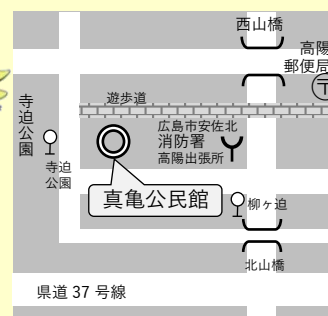 西山橋
高陽
郵便局
〒
遊歩道
寺迫公園
広島市安佐北
消防署
高陽出張所
寺迫
公園
真亀公民館
柳ヶ迫
北山橋
県道 37 号線